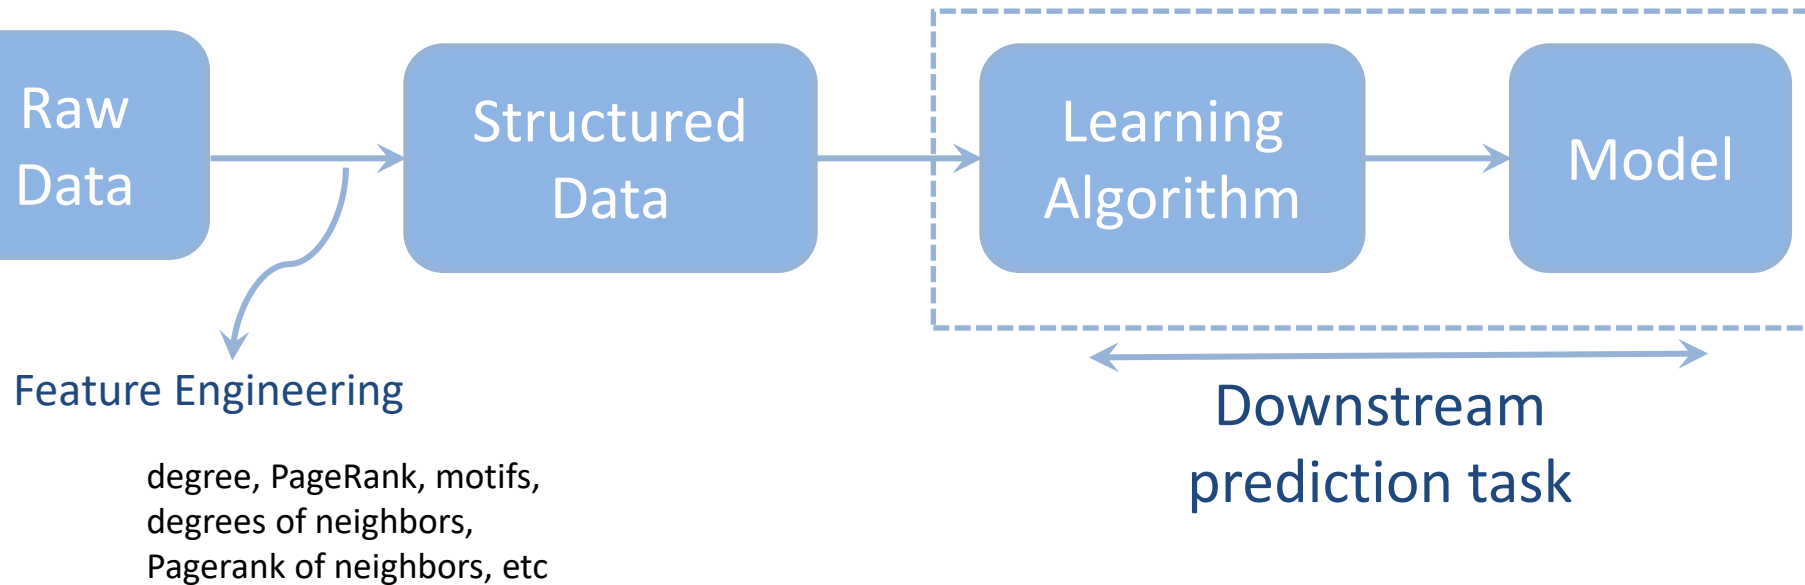 Raw
Data
Structured
Data
Learning
Algorithm
Model
Feature Engineering
degree, PageRank, motifs,
degrees of neighbors,
Pagerank of neighbors, etc
Downstream
prediction task